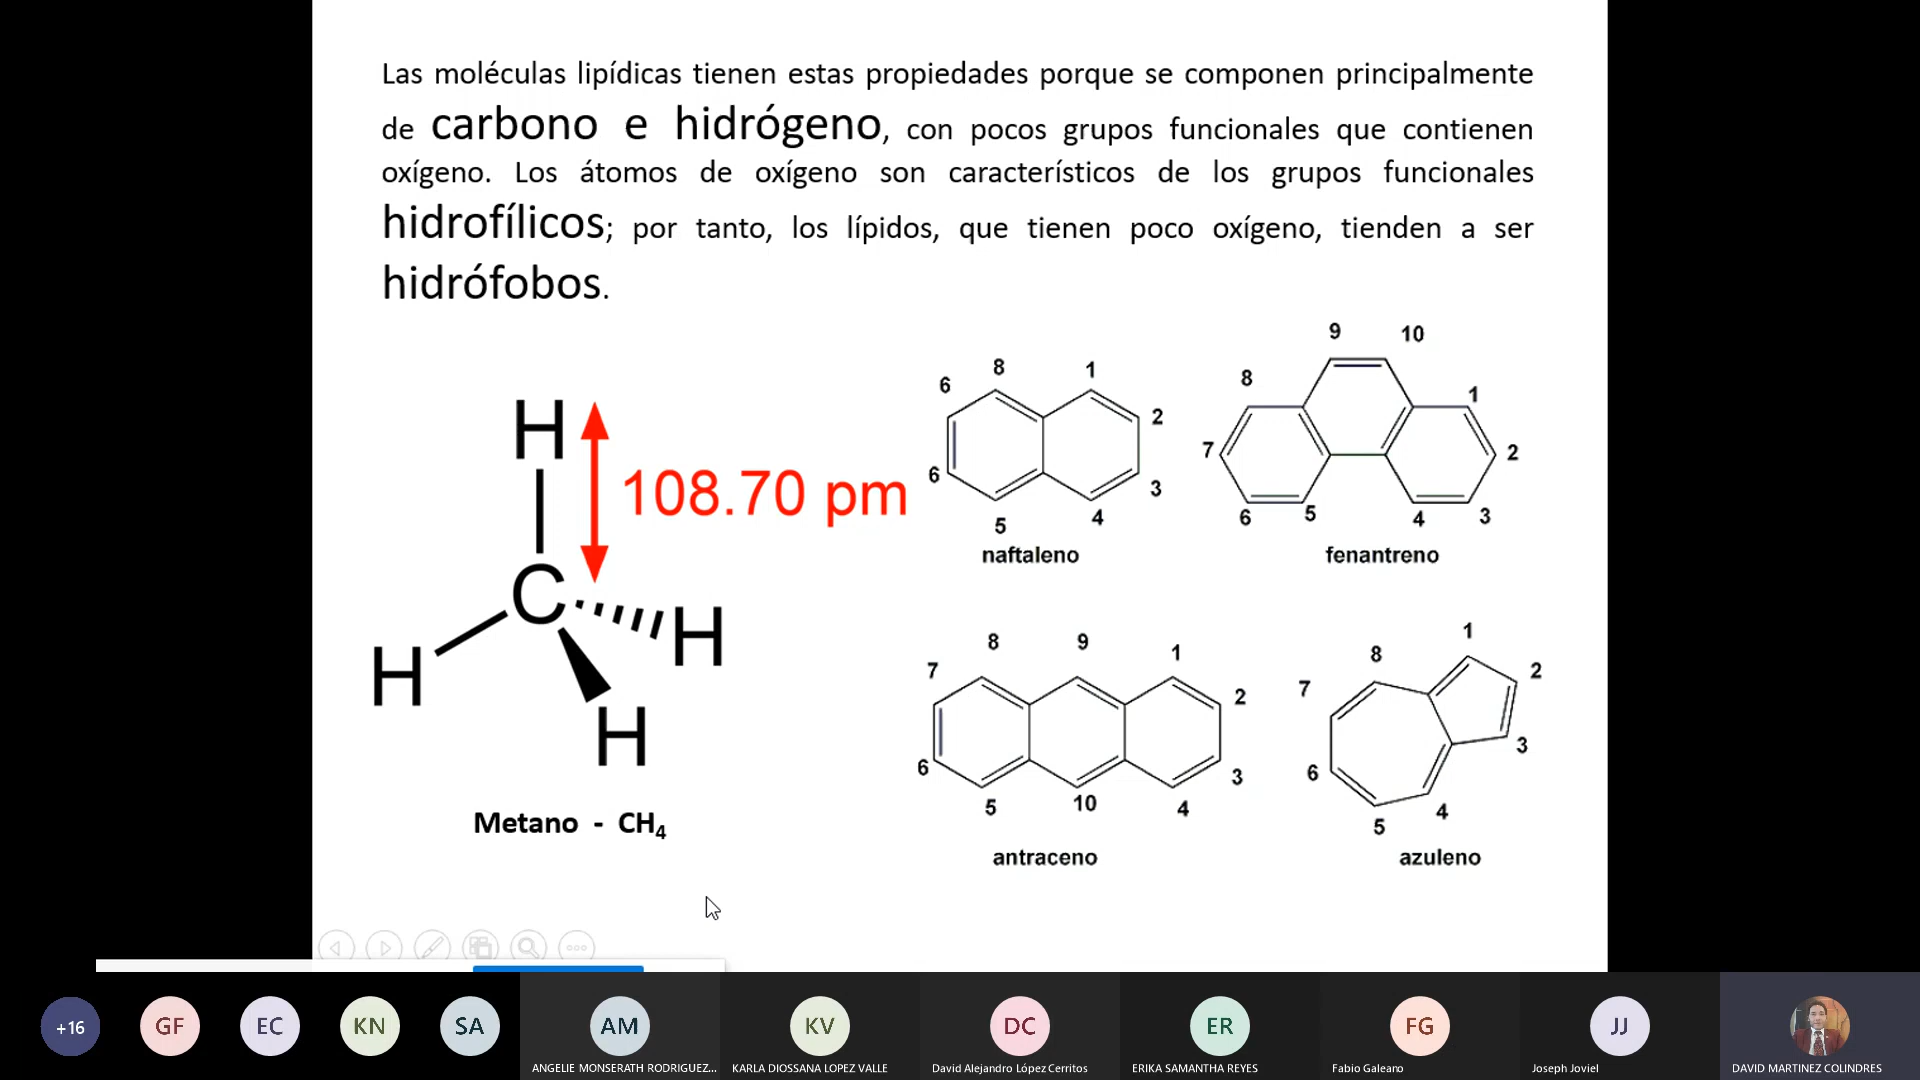 Las moléculas lipídicas tienen estas propiedades porque se componen principalmente
de carbono e hidrógeno, con pocos grupos funcionales que contienen
oxígeno. Los átomos de oxígeno son característicos de los grupos funcionales
hidrofílicos; por tanto, los lípidos, que tienen poco oxígeno, tienden a ser
hidrófobos.
H
108.70 pm
C
H
H
H
Metano - CH₄
8
1
6
2
6
3
5
4
naftaleno
9
10
8
1
7
2
6
5
4
3
fenantreno
8
9
1
7
2
6
3
5
10
4
antraceno
1
8
2
7
3
6
4
5
azuleno
+16
GF
EC
KN
SA
AM
KV
DC
ER
FG
JJ
ANGELIE MONSERATH RODRIGUEZ...
KARLA DIOSSANA LOPEZ VALLE
David Alejandro López Cerritos
ERIKA SAMANTHA REYES
Fabio Galeano
Joseph Joviel
DAVID MARTINEZ COLINDRES